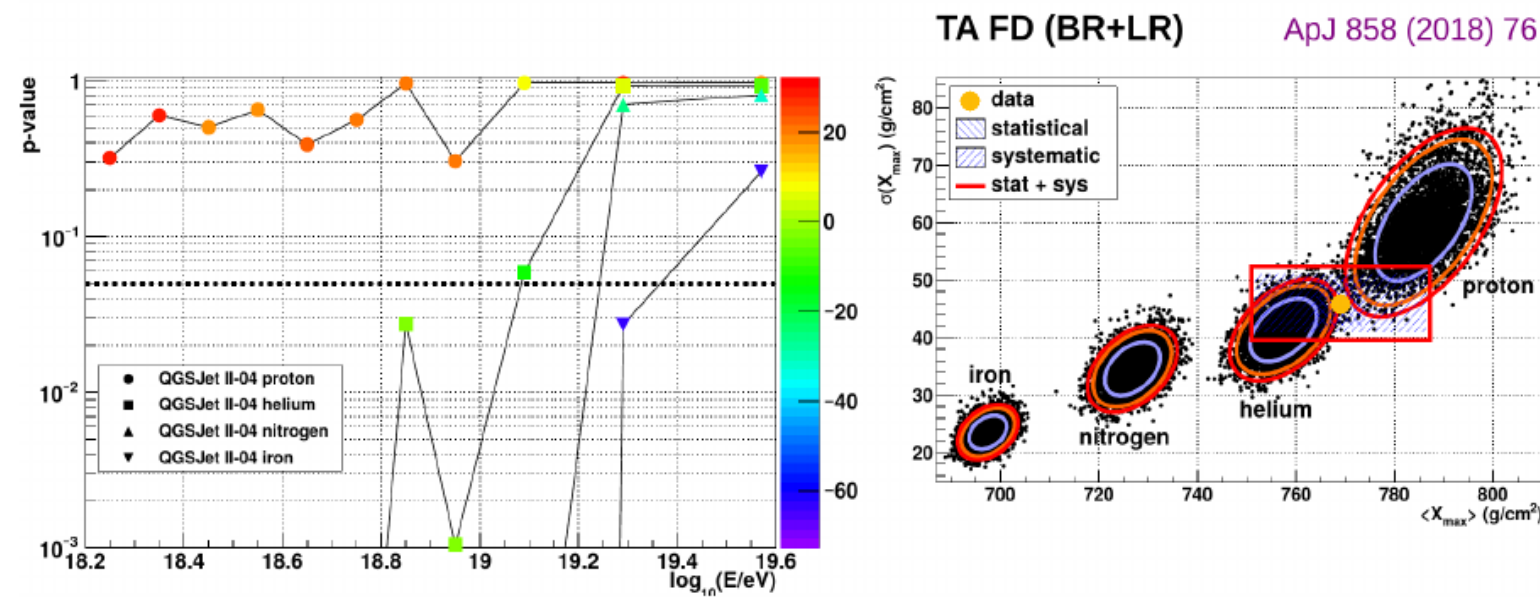 TA FD (BR+LR)
ApJ 858 (2018) 76
p-value
1
10⁻¹
10⁻²
10⁻³
QGSJet II-04 proton
QGSJet II-04 helium
QGSJet II-04 nitrogen
QGSJet II-04 iron
18.2 18.4 18.6 18.8 19 19.2 19.4 19.6
log₁₀(E/eV)
20
0
−20
−40
−60
σ(Xmax) (g/cm²)
80
70
60
50
40
30
20
data
statistical
systematic
stat + sys
proton
iron
helium
nitrogen
700 720 740 760 780 800
<Xmax> (g/cm²)